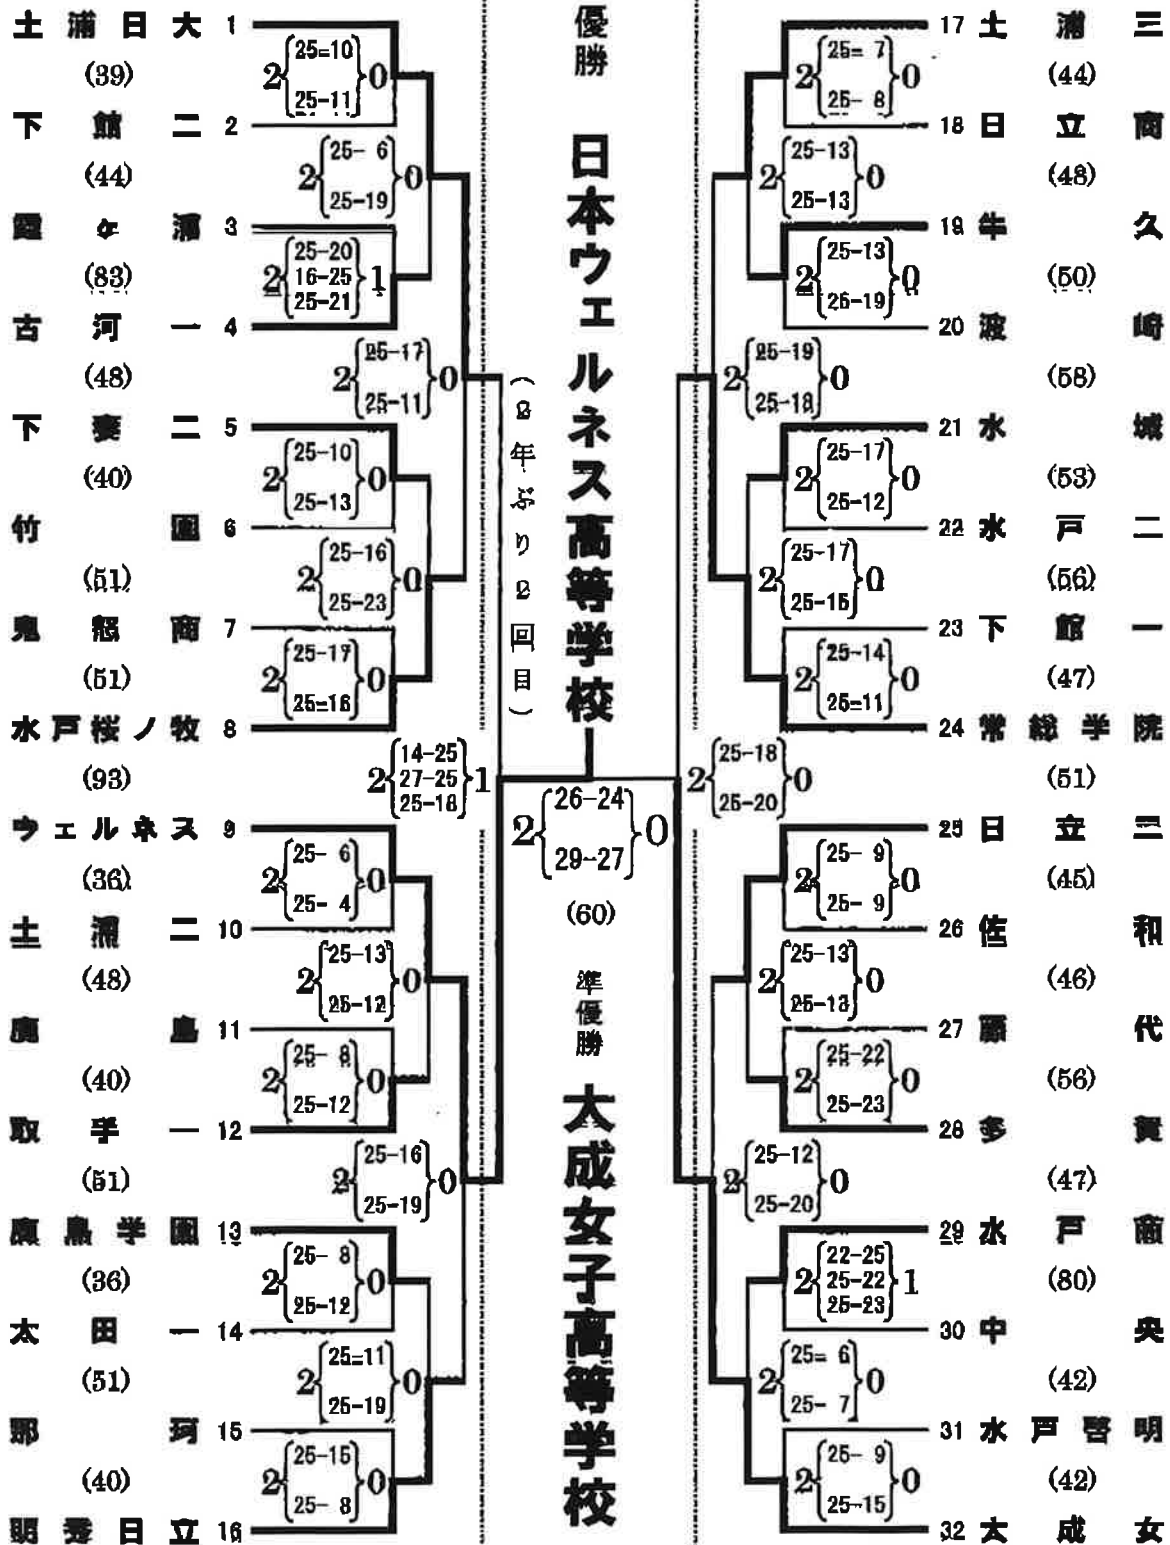 優勝 日本ウェルネス高等学校
(2年ぶり2回目)
土浦日大 1
2 25-10 25-11 0
(39)
下館二 2
2 25-6 25-19 0
(44)
霞ヶ浦 3
2 25-20 16-25 25-21 1
(83)
古河一 4
2 25-17 25-11 0
(48)
下妻二 5
2 25-10 25-13 0
(40)
竹園 6
2 25-16 25-23 0
(51)
鬼怒商 7
2 25-17 25-16 0
(51)
水戸桜ノ牧 8
2 14-25 27-25 25-18 1
(93)
ウェルネス 9
2 25-6 25-4 0
(36)
土浦二 10
2 25-13 25-12 0
(48)
鹿島 11
2 25-8 25-12 0
(40)
取手一 12
2 25-16 25-19 0
(51)
鹿島学園 13
2 25-8 25-12 0
(36)
太田一 14
2 25-11 25-19 0
(51)
那珂 15
2 25-15 25-8 0
(40)
明秀日立 16
2 26-24 29-27 0
(60)
準優勝 大成女子高等学校
17 土浦三
2 25-7 25-8 0
(44)
18 日立商
2 25-13 25-13 0
(48)
19 牛久
2 25-13 25-19 0
(50)
20 波崎
2 25-19 25-18 0
(58)
21 水城
2 25-17 25-12 0
(53)
22 水戸二
2 25-17 25-15 0
(56)
23 下館一
2 25-14 25-11 0
(47)
24 常総学院
2 25-18 25-20 0
(51)
25 日立二
2 25-9 25-9 0
(45)
26 佐和
2 25-13 25-13 0
(46)
27 藤代
2 25-22 25-23 0
(56)
28 多賀
2 25-12 25-20 0
(47)
29 水戸商
2 22-25 25-22 25-23 1
(80)
30 中央
2 25-6 25-7 0
(42)
31 水戸啓明
2 25-9 25-15 0
(42)
32 大成女